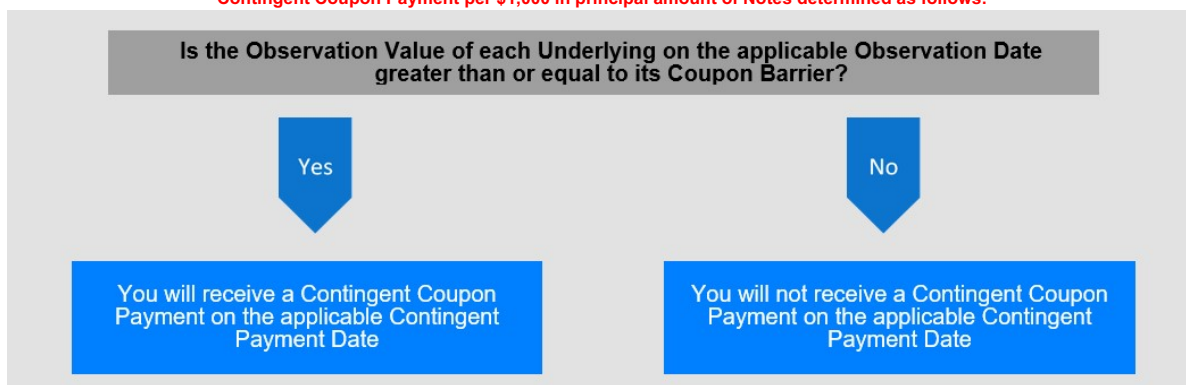 Contingent Coupon Payment per $1,000 in principal amount of Notes determined as follows:
Is the Observation Value of each Underlying on the applicable Observation Date
greater than or equal to its Coupon Barrier?
Yes
No
You will receive a Contingent Coupon
Payment on the applicable Contingent
Payment Date
You will not receive a Contingent Coupon
Payment on the applicable Contingent
Payment Date